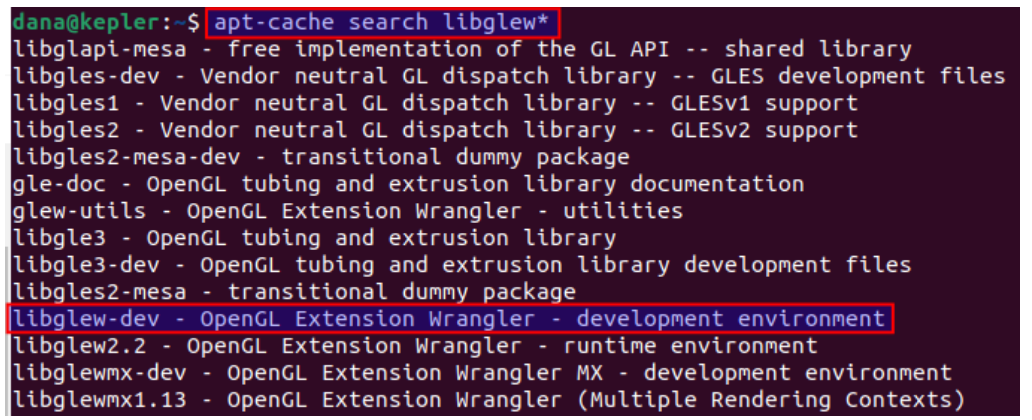 dana@kepler:~$ apt-cache search libglew*
libglapi-mesa - free implementation of the GL API -- shared library
libgles-dev - Vendor neutral GL dispatch library -- GLES development files
libgles1 - Vendor neutral GL dispatch library -- GLESv1 support
libgles2 - Vendor neutral GL dispatch library -- GLESv2 support
libgles2-mesa-dev - transitional dummy package
gle-doc - OpenGL tubing and extrusion library documentation
glew-utils - OpenGL Extension Wrangler - utilities
libgle3 - OpenGL tubing and extrusion library
libgle3-dev - OpenGL tubing and extrusion library development files
libgles2-mesa - transitional dummy package
libglew-dev - OpenGL Extension Wrangler - development environment
libglew2.2 - OpenGL Extension Wrangler - runtime environment
libglewmx-dev - OpenGL Extension Wrangler MX - development environment
libglewmx1.13 - OpenGL Extension Wrangler (Multiple Rendering Contexts)